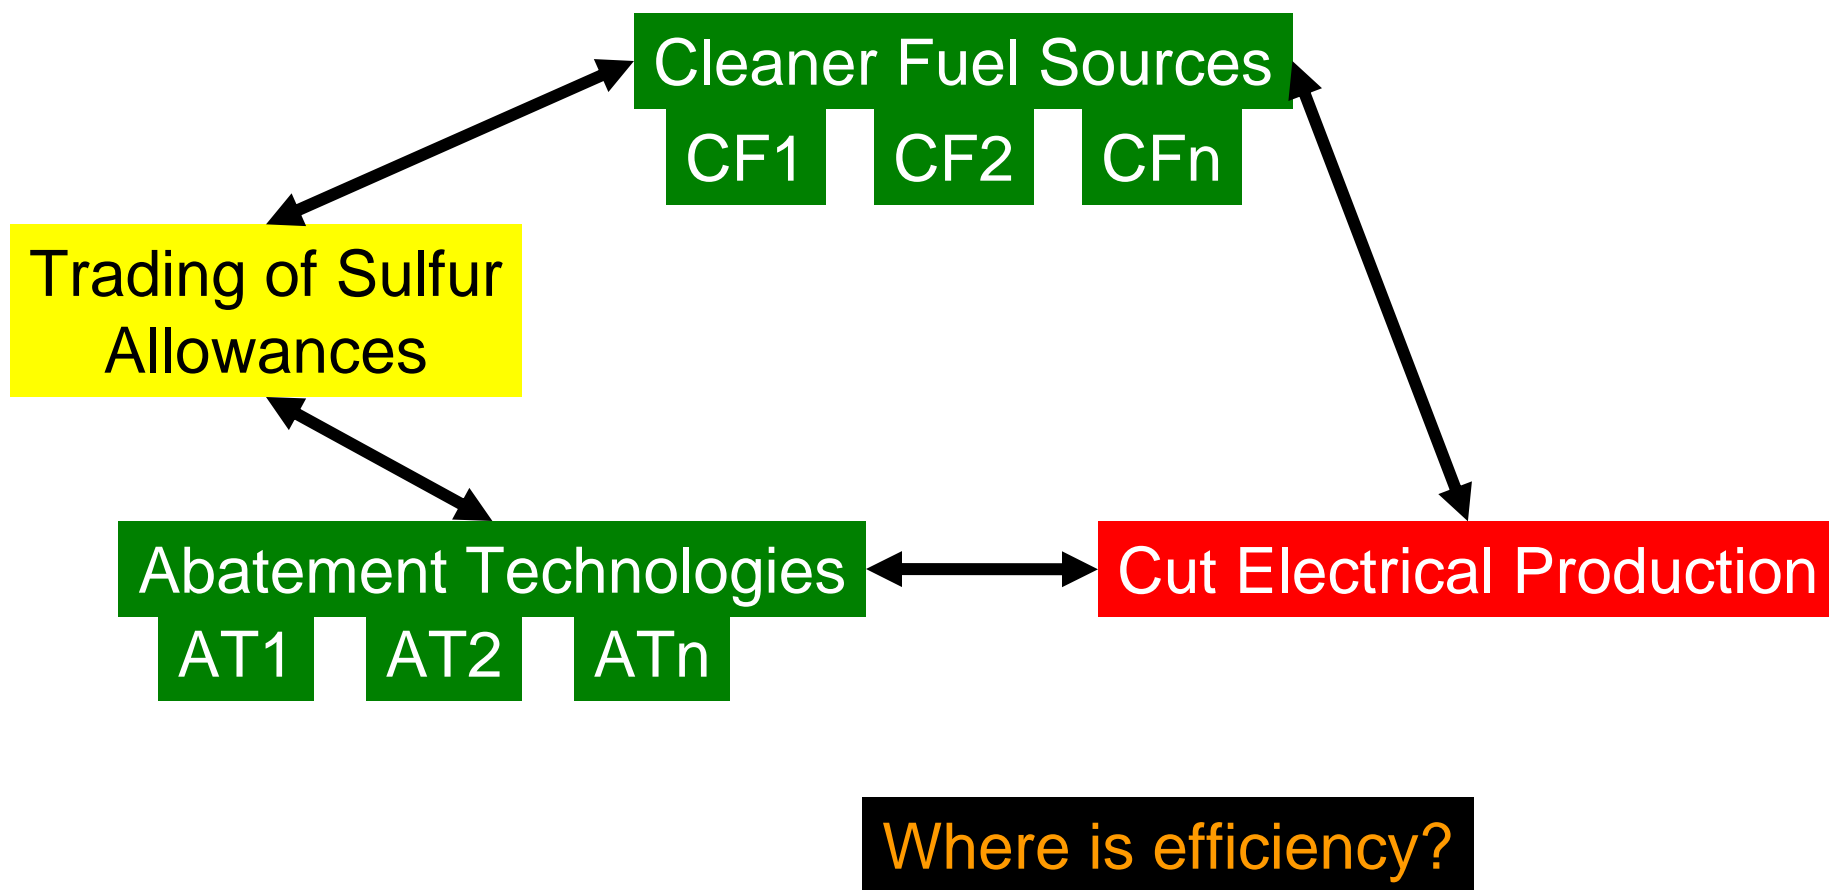 Cleaner Fuel Sources
CF1 CF2 CFn
Trading of Sulfur
Allowances
Abatement Technologies
AT1 AT2 ATn
Cut Electrical Production
Where is efficiency?